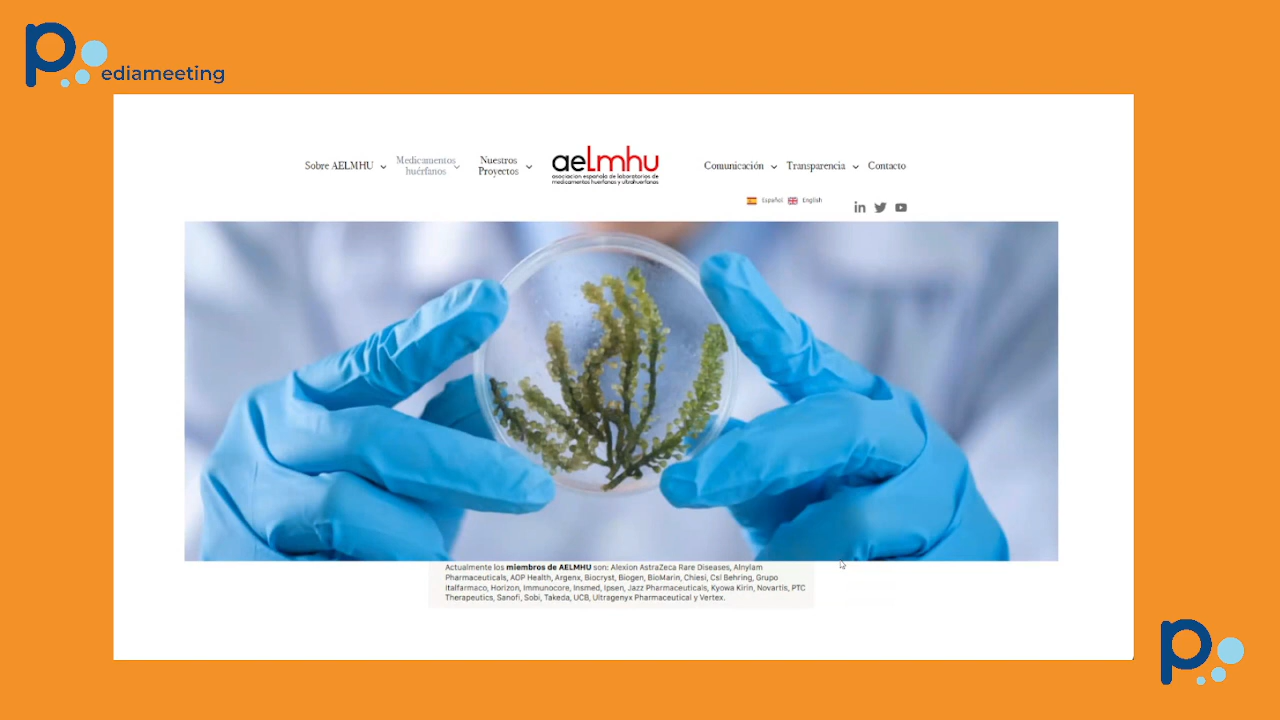 pediameeting
Sobre AELMHU
Medicamentos
huérfanos
Nuestros
Proyectos
aelmhu
asociación española de laboratorios de
medicamentos huérfanos y ultrahuérfanos
Comunicación
Transparencia
Contacto
Español
English
in
Actualmente los miembros de AELMHU son: Alexion AstraZeca Rare Diseases, Alnylam
Pharmaceuticals, AOP Health, Argenx, Biocryst, Biogen, BioMarin, Chiesi, Csl Behring, Grupo
Italfarmaco, Horizon, Immunocore, Insmed, Ipsen, Jazz Pharmaceuticals, Kyowa Kirin, Novartis, PTC
Therapeutics, Sanofi, Sobi, Takeda, UCB, Ultragenyx Pharmaceutical y Vertex.
p